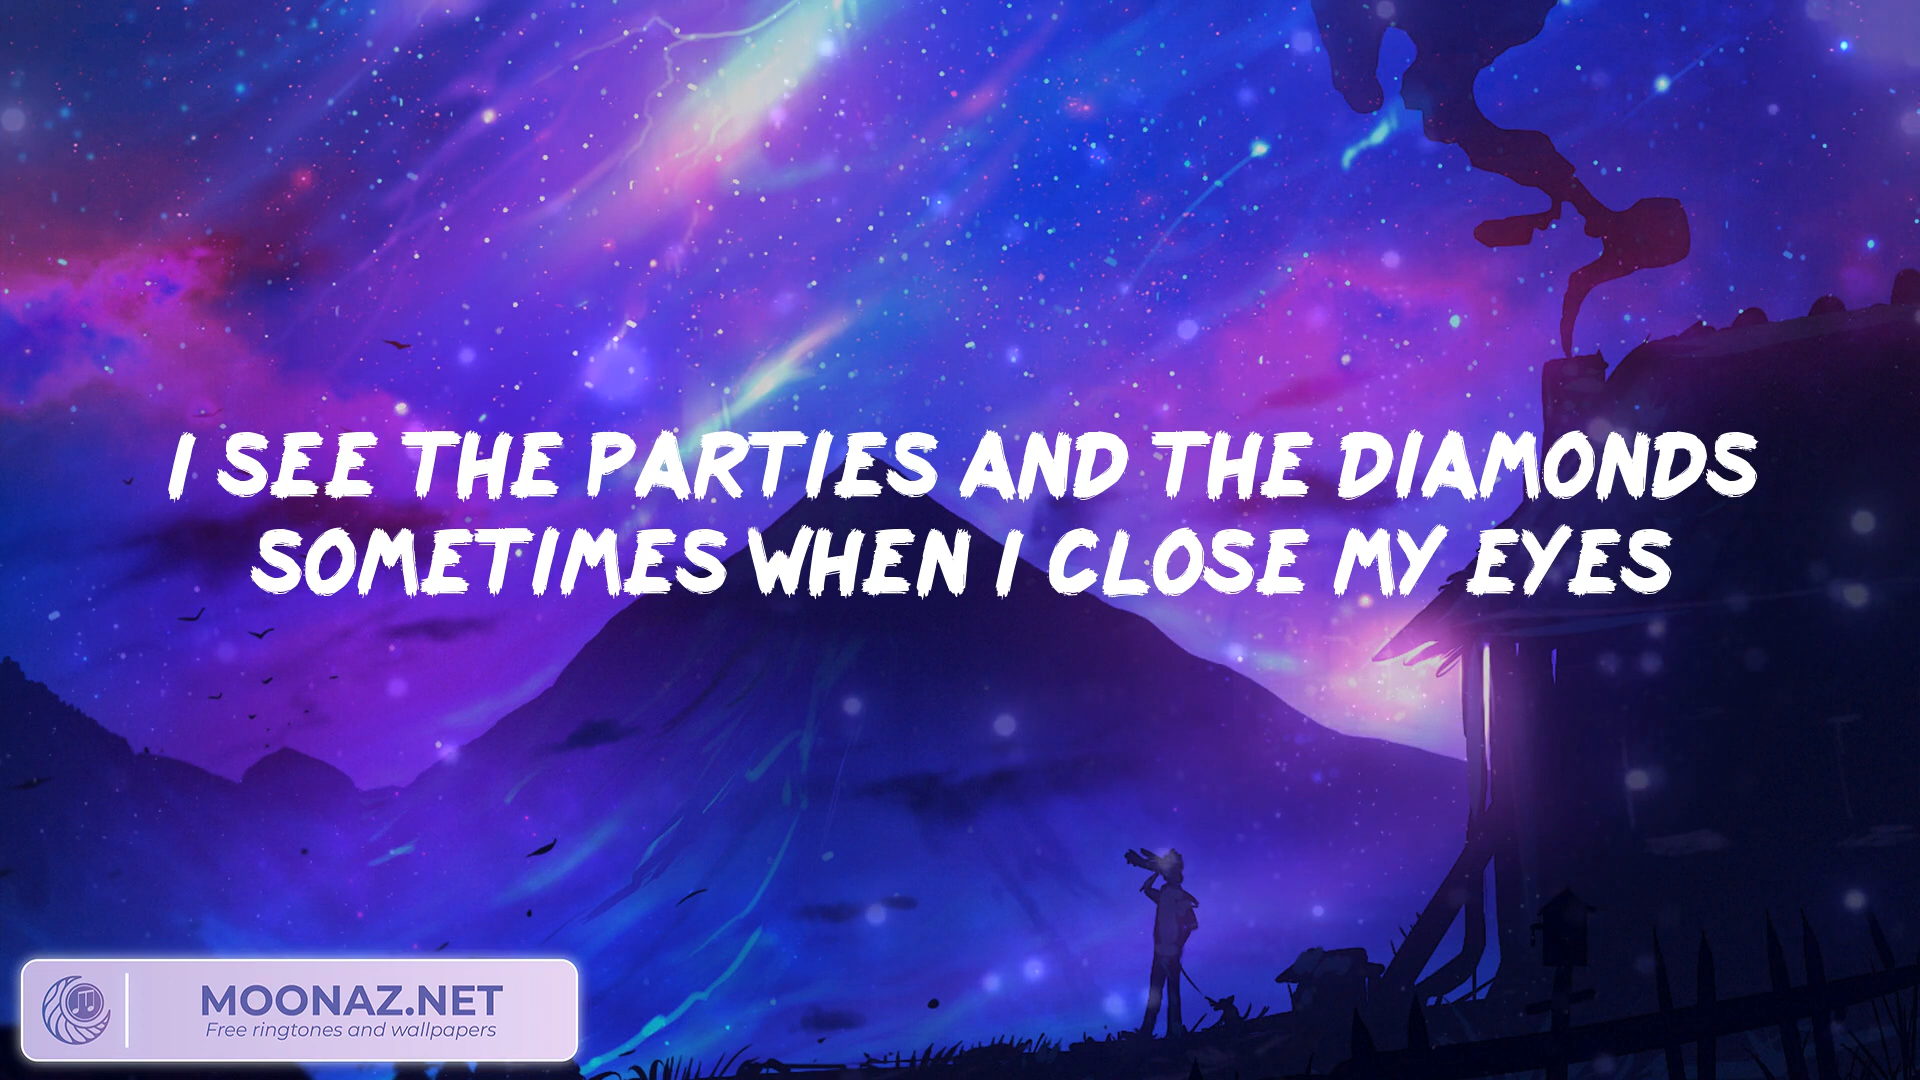 I SEE THE PARTIES AND THE DIAMONDS
SOMETIMES WHEN I CLOSE MY EYES
MOONAZ.NET
Free ringtones and wallpapers